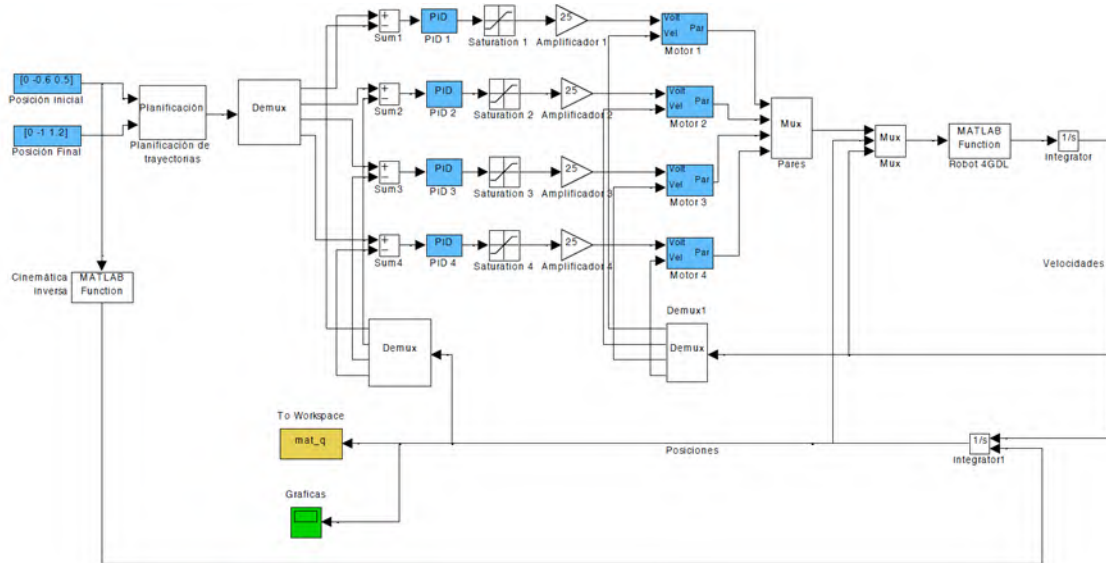 [0 -0.6 0.5]
Posición Inicial
[0 -1 1.2]
Posición Final
Planificación
Planificación de
trayectorias
Demux
+
−
Sum1
PID
PID 1
Saturation 1
25
Amplificador 1
Volt
Vel
Par
Motor 1
+
−
Sum2
PID
PID 2
Saturation 2
25
Amplificador 2
Volt
Vel
Par
Motor 2
+
−
Sum3
PID
PID 3
Saturation 3
25
Amplificador 3
Volt
Vel
Par
Motor 3
+
−
Sum4
PID
PID 4
Saturation 4
25
Amplificador 4
Volt
Vel
Par
Motor 4
Mux
Pares
Mux
Mux
MATLAB
Function
Robot 4GDL
1/s
Integrator
Velocidades
Cinemática
Inversa
MATLAB
Function
Demux
Demux1
Demux
To Workspace
mat_q
Posiciones
1/s
Integrator1
Graficas